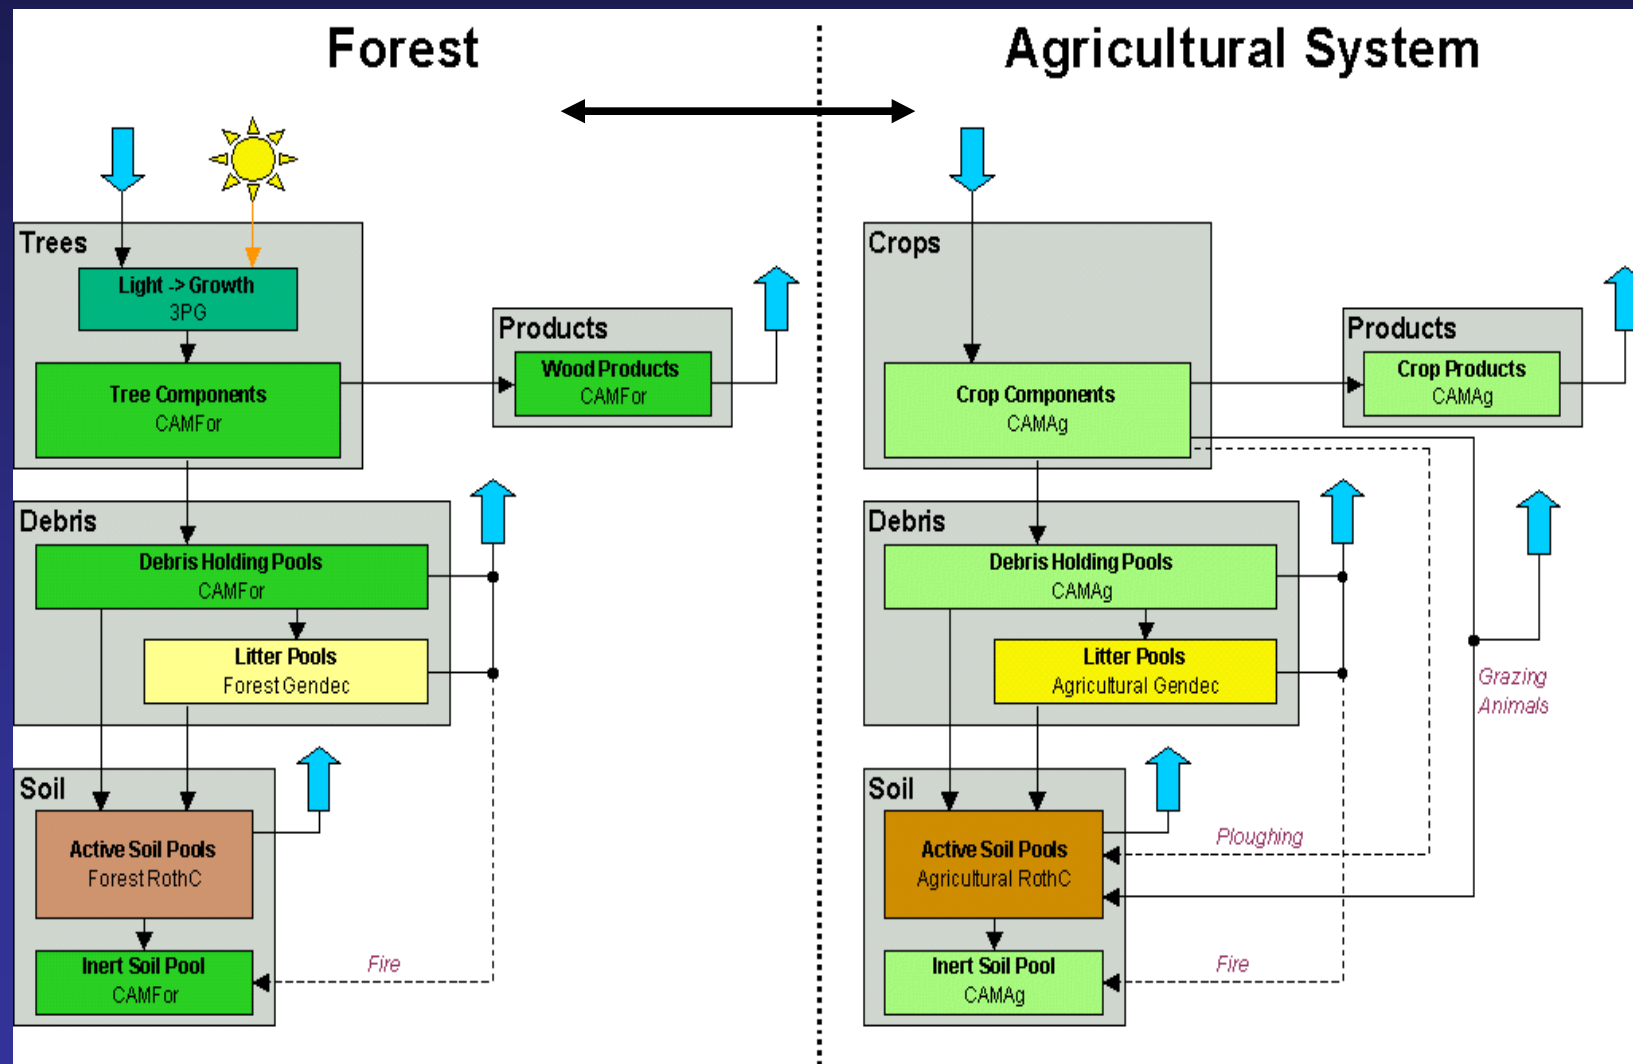 Forest
Trees
Light -> Growth
3PG
Tree Components
CAMFor
Products
Wood Products
CAMFor
Debris
Debris Holding Pools
CAMFor
Litter Pools
Forest Gendec
Soil
Active Soil Pools
Forest RothC
Inert Soil Pool
CAMFor
Fire
Agricultural System
Crops
Crop Components
CAMAg
Products
Crop Products
CAMAg
Debris
Debris Holding Pools
CAMAg
Litter Pools
Agricultural Gendec
Grazing
Animals
Soil
Active Soil Pools
Agricultural RothC
Ploughing
Inert Soil Pool
CAMAg
Fire